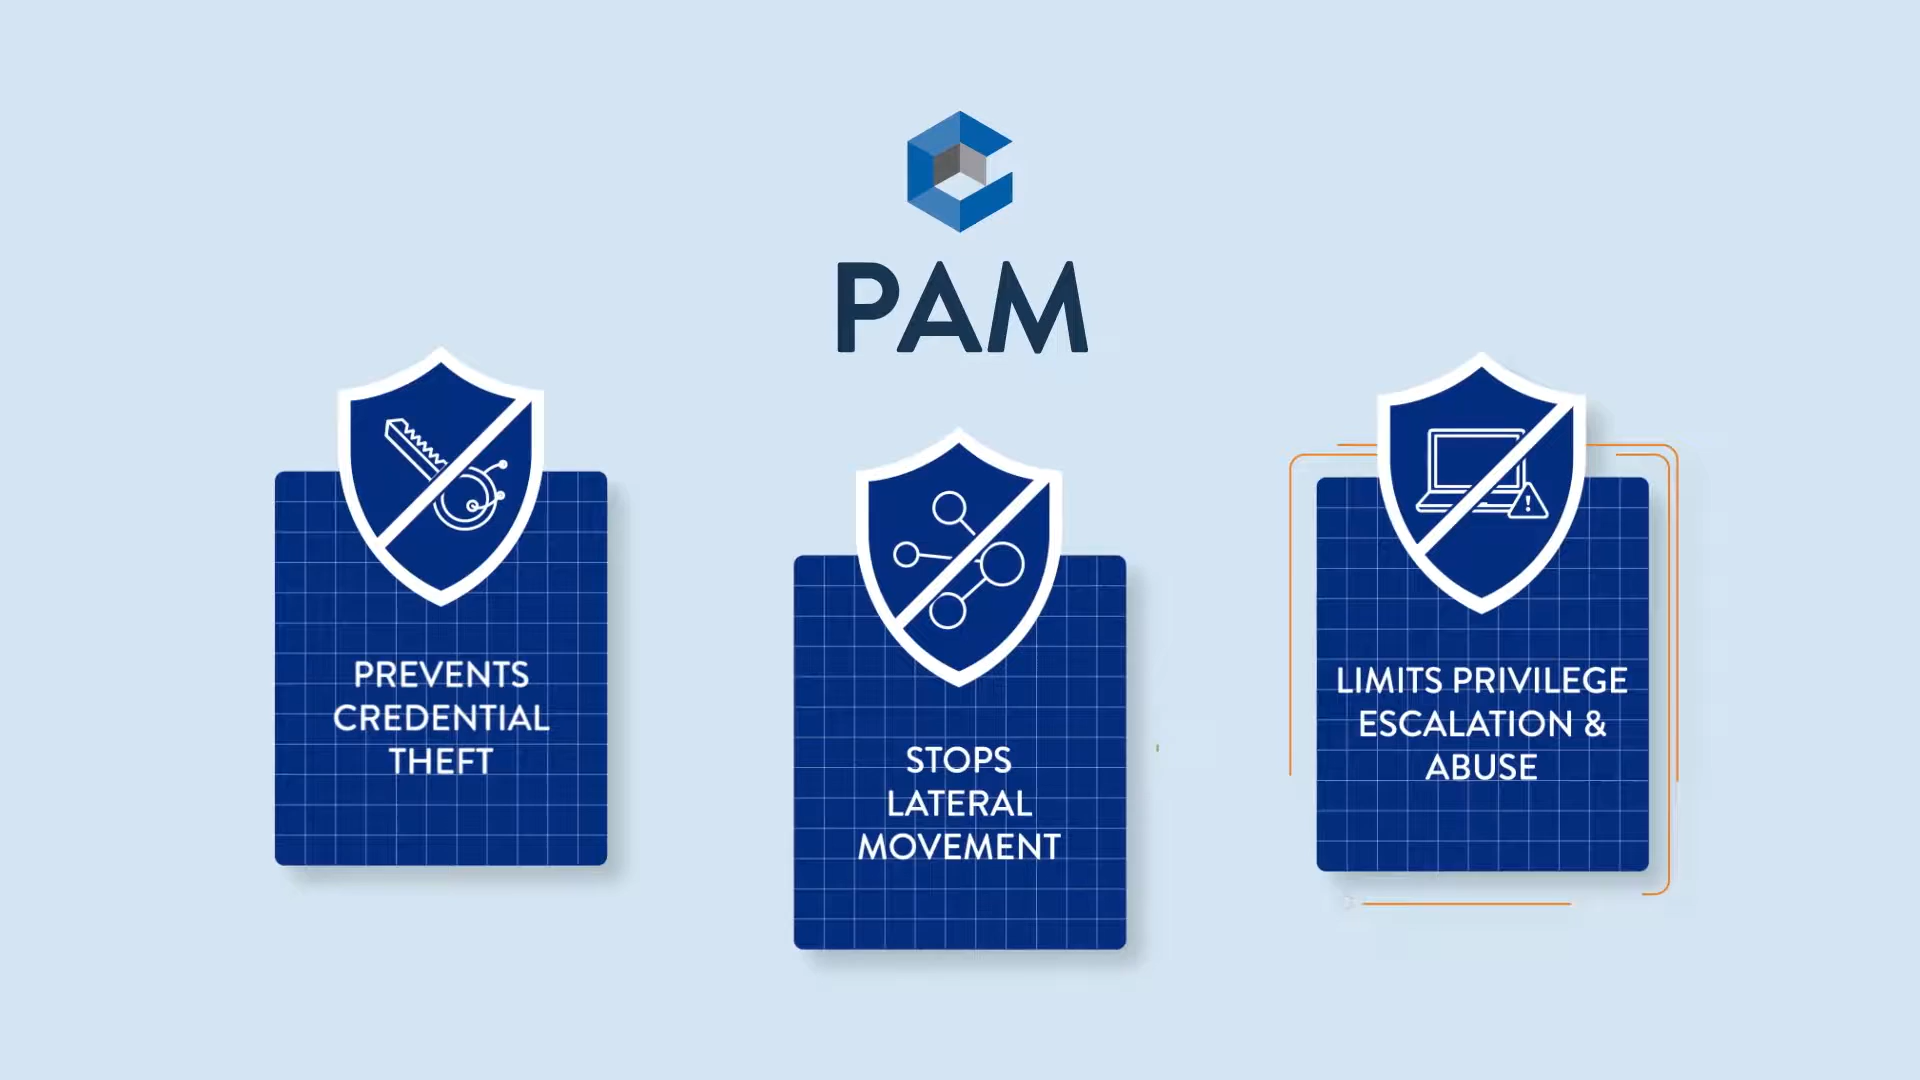 PAM
PREVENTS
CREDENTIAL
THEFT
STOPS
LATERAL
MOVEMENT
LIMITS PRIVILEGE
ESCALATION &
ABUSE